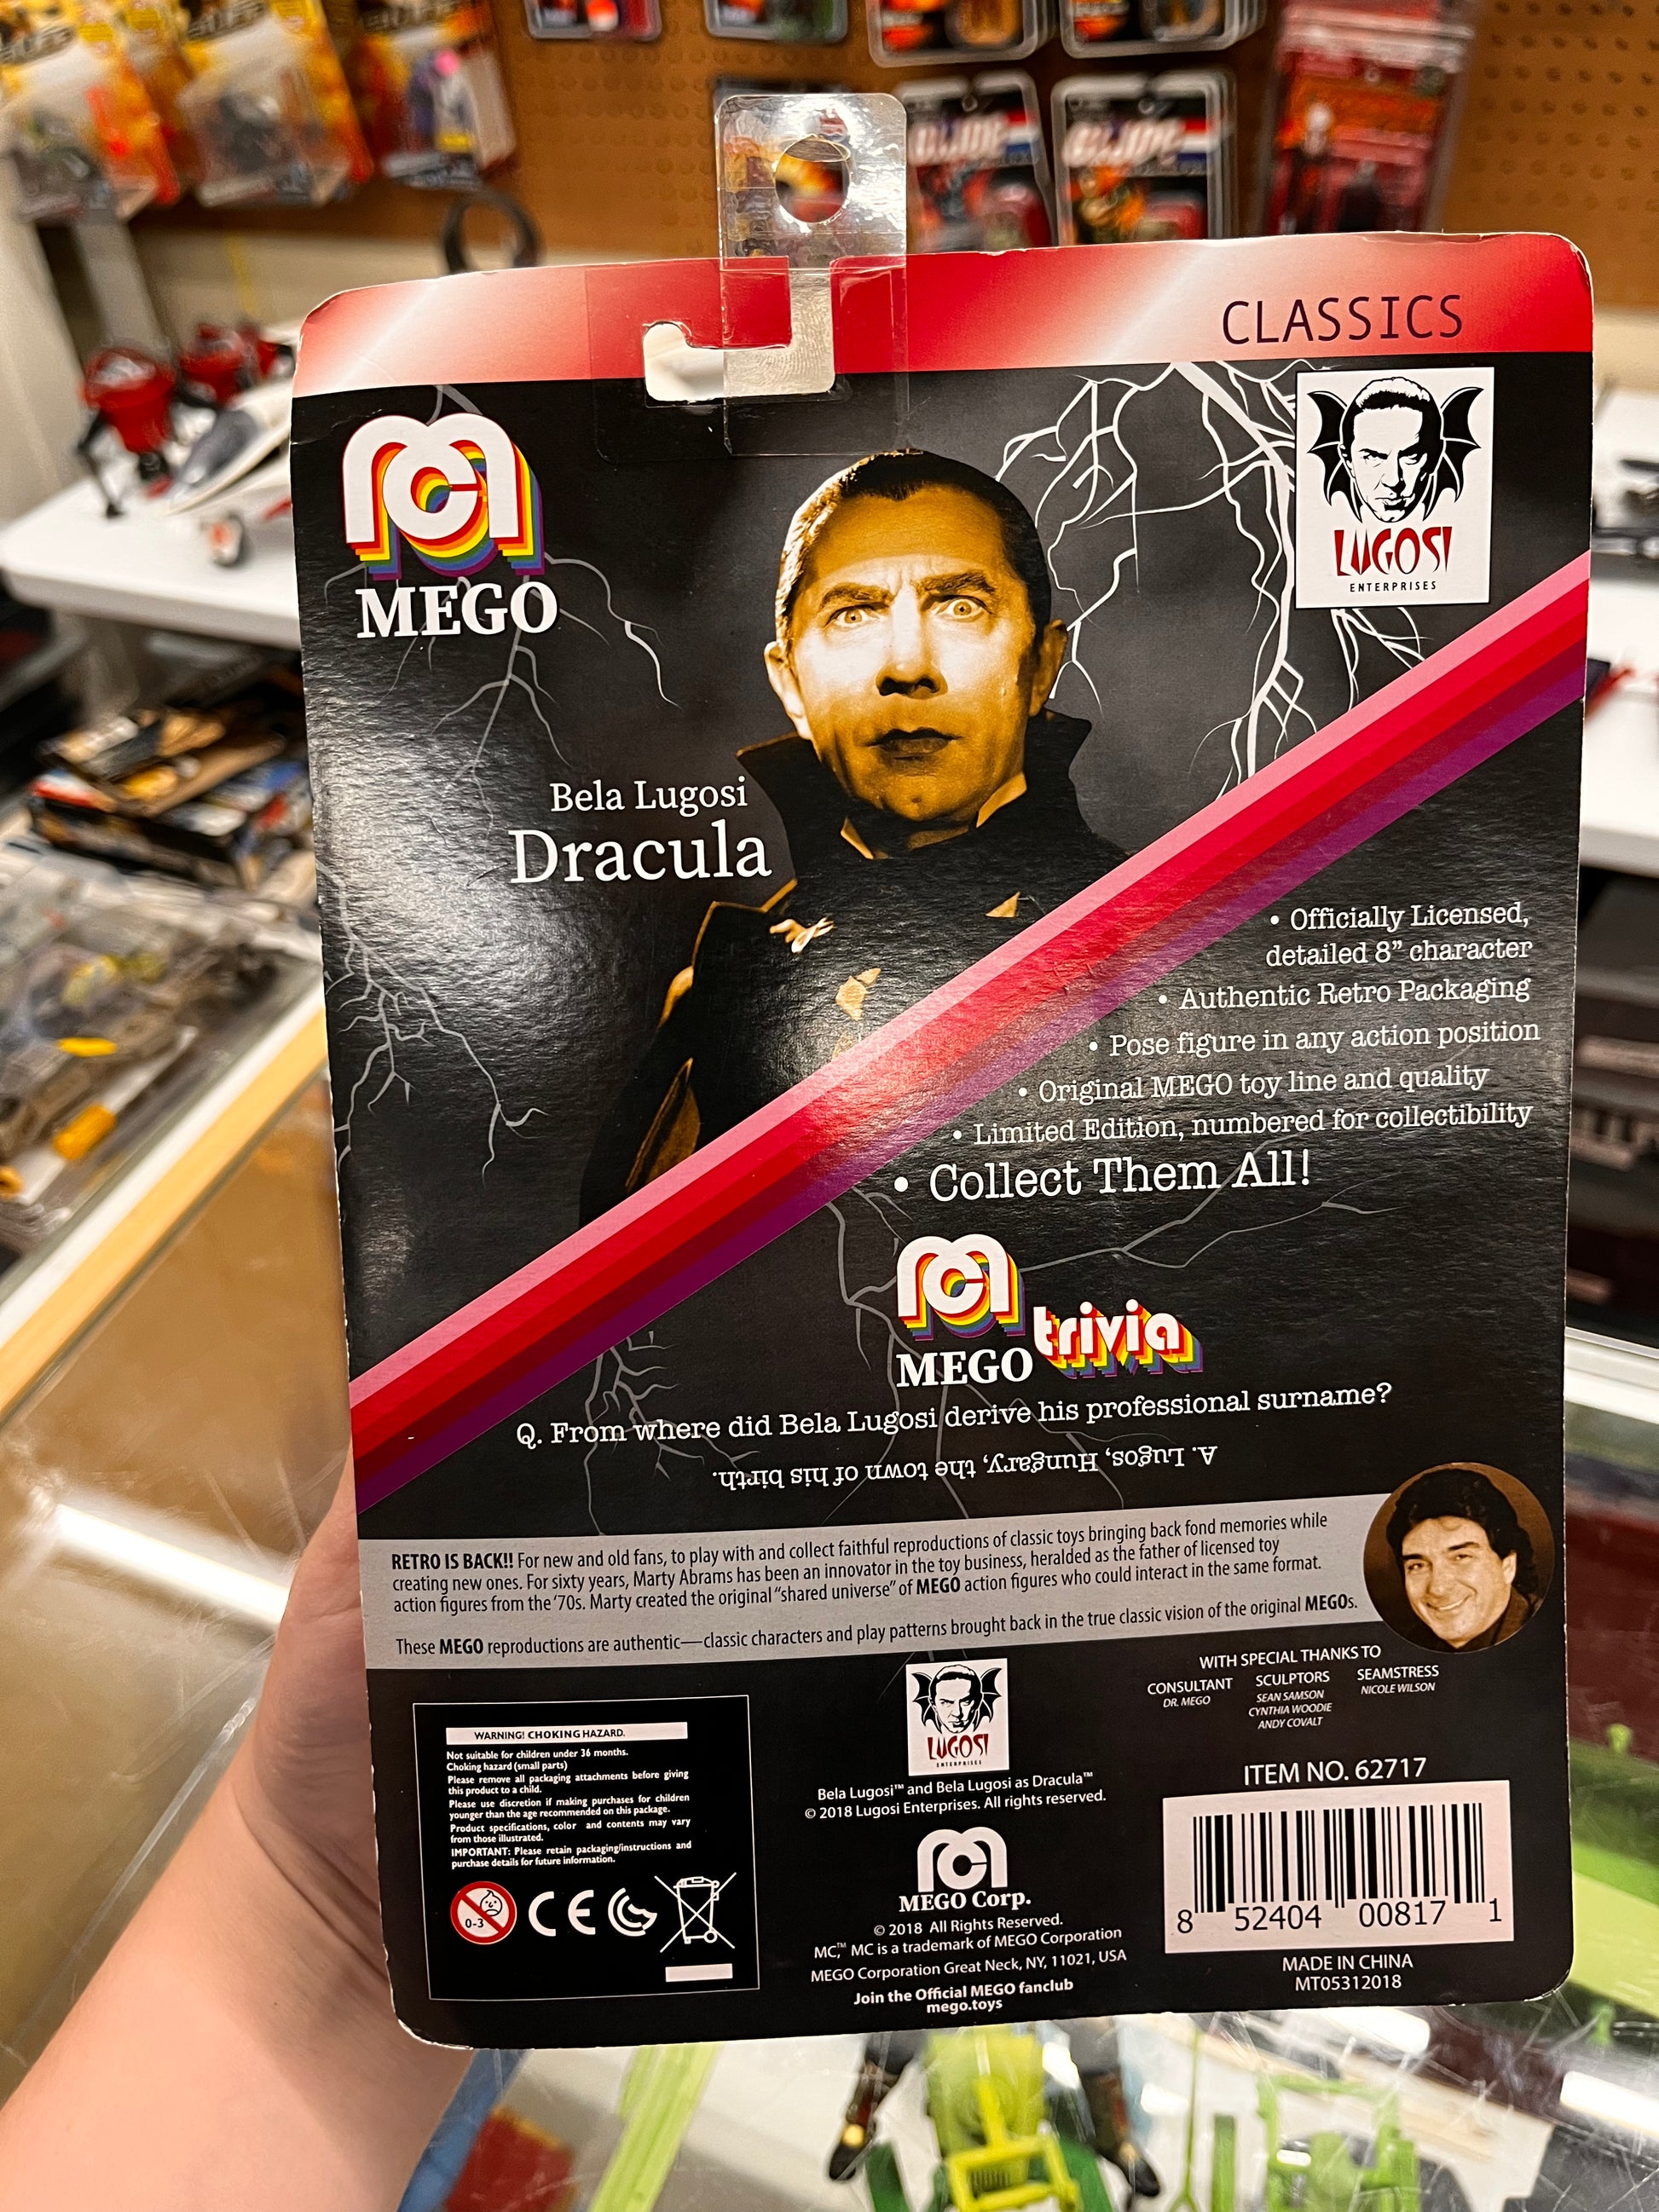 G.I. JOE
G.I. JOE
CLASSICS
MEGO
LUGOSI
ENTERPRISES
Bela Lugosi
Dracula
• Officially Licensed,
detailed 8” character
• Authentic Retro Packaging
• Pose figure in any action position
• Original MEGO toy line and quality
• Limited Edition, numbered for collectibility
• Collect Them All!
MEGO trivia
Q. From where did Bela Lugosi derive his professional surname?
A. Lugos, Hungary, the town of his birth.
RETRO IS BACK!! For new and old fans, to play with and collect faithful reproductions of classic toys bringing back fond memories while
creating new ones. For sixty years, Marty Abrams has been an innovator in the toy business, heralded as the father of licensed toy
action figures from the '70s. Marty created the original “shared universe” of MEGO action figures who could interact in the same format.
These MEGO reproductions are authentic—classic characters and play patterns brought back in the true classic vision of the original MEGOs.
WARNING! CHOKING HAZARD.
Not suitable for children under 36 months.
Choking hazard (small parts)
Please remove all packaging attachments before giving
this product to a child.
Please use discretion if making purchases for children
younger than the age recommended on this package.
Product specifications, color and contents may vary
from those illustrated.
IMPORTANT: Please retain packaging/instructions and
purchase details for future information.
0-3
CE
LUGOSI
ENTERPRISES
Bela Lugosi™ and Bela Lugosi as Dracula™
© 2018 Lugosi Enterprises. All rights reserved.
MEGO Corp.
© 2018 All Rights Reserved.
MC,™ MC is a trademark of MEGO Corporation
MEGO Corporation Great Neck, NY, 11021, USA
Join the Official MEGO fanclub
mego.toys
WITH SPECIAL THANKS TO
CONSULTANT
DR. MEGO
SCULPTORS
SEAN SAMSON
CYNTHIA WOODIE
ANDY COVALT
SEAMSTRESS
NICOLE WILSON
ITEM NO. 62717
8 52404 00817 1
MADE IN CHINA
MT05312018